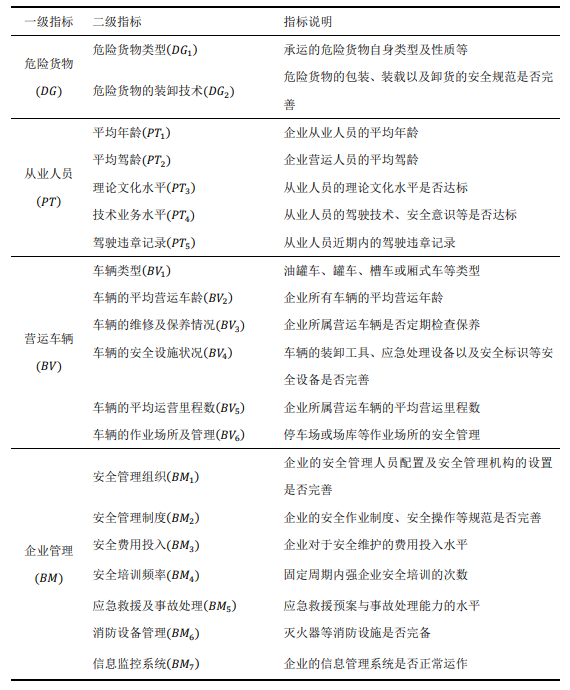 一级指标 二级指标 指标说明
危险货物类型(DG1) 承运的危险货物自身类型及性质等
危险货物
(DG)
危险货物的装卸技术(DG2) 危险货物的包装、装载以及卸货的安全规范是否完
善
平均年龄(PT1) 企业从业人员的平均年龄
平均驾龄(PT2) 企业营运人员的平均驾龄
从业人员
(PT)
理论文化水平(PT3) 从业人员的理论文化水平是否达标
技术业务水平(PT4) 从业人员的驾驶技术、安全意识等是否达标
驾驶违章记录(PT5) 从业人员近期内的驾驶违章记录
车辆类型(BV1) 油罐车、罐车、槽车或厢式车等类型
车辆的平均营运车龄(BV2) 企业所有车辆的平均营运年龄
车辆的维修及保养情况(BV3) 企业所属营运车辆是否定期检查保养
营运车辆
(BV)
车辆的安全设施状况(BV4) 车辆的装卸工具、应急处理设备以及安全标识等安
全设备是否完善
车辆的平均运营里程数(BV5) 企业所属营运车辆的平均营运里程数
车辆的作业场所及管理(BV6) 停车场或场库等作业场所的安全管理
安全管理组织(BM1) 企业的安全管理人员配置及安全管理机构的设置
是否完善
安全管理制度(BM2) 企业的安全作业制度、安全操作等规范是否完善
企业管理
(BM)
安全费用投入(BM3) 企业对于安全维护的费用投入水平
安全培训频率(BM4) 固定周期内强企业安全培训的次数
应急救援及事故处理(BM5) 应急救援预案与事故处理能力的水平
消防设备管理(BM6) 灭火器等消防设施是否完备
信息监控系统(BM7) 企业的信息管理系统是否正常运作